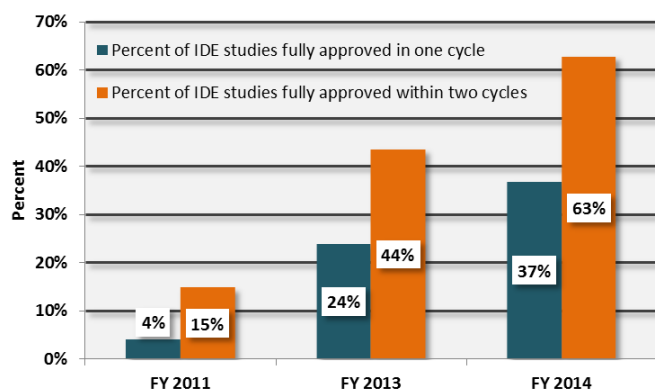 70%
60%
50%
40%
30%
20%
10%
0%
Percent
Percent of IDE studies fully approved in one cycle
Percent of IDE studies fully approved within two cycles
4%
15%
24%
44%
37%
63%
FY 2011
FY 2013
FY 2014